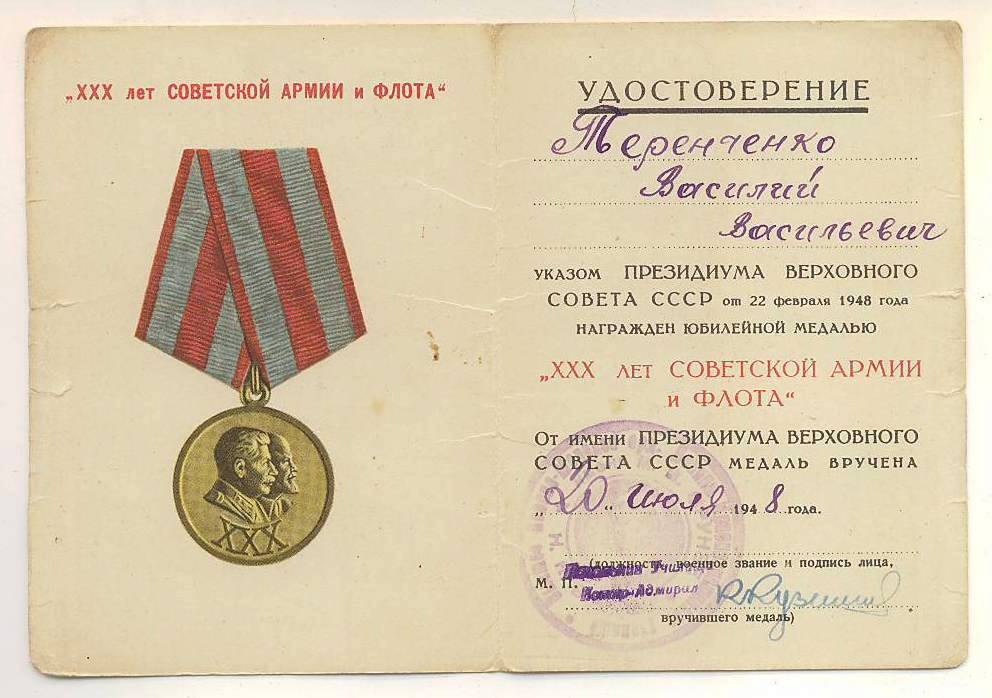 „XXX лет СОВЕТСКОЙ АРМИИ и ФЛОТА“
XXX
УДОСТОВЕРЕНИЕ
Теренченко
Василий
Васильевич
УКАЗОМ ПРЕЗИДИУМА ВЕРХОВНОГО
СОВЕТА СССР от 22 февраля 1948 года
НАГРАЖДЕН ЮБИЛЕЙНОЙ МЕДАЛЬЮ
„XXX ЛЕТ СОВЕТСКОЙ АРМИИ
и ФЛОТА“
От имени ПРЕЗИДИУМА ВЕРХОВНОГО
СОВЕТА СССР МЕДАЛЬ ВРУЧЕНА
„20„ июля 1948 года.
(должность, военное звание и подпись лица,
Училища
М. П.
Контр-Адмирал
вручившего медаль)